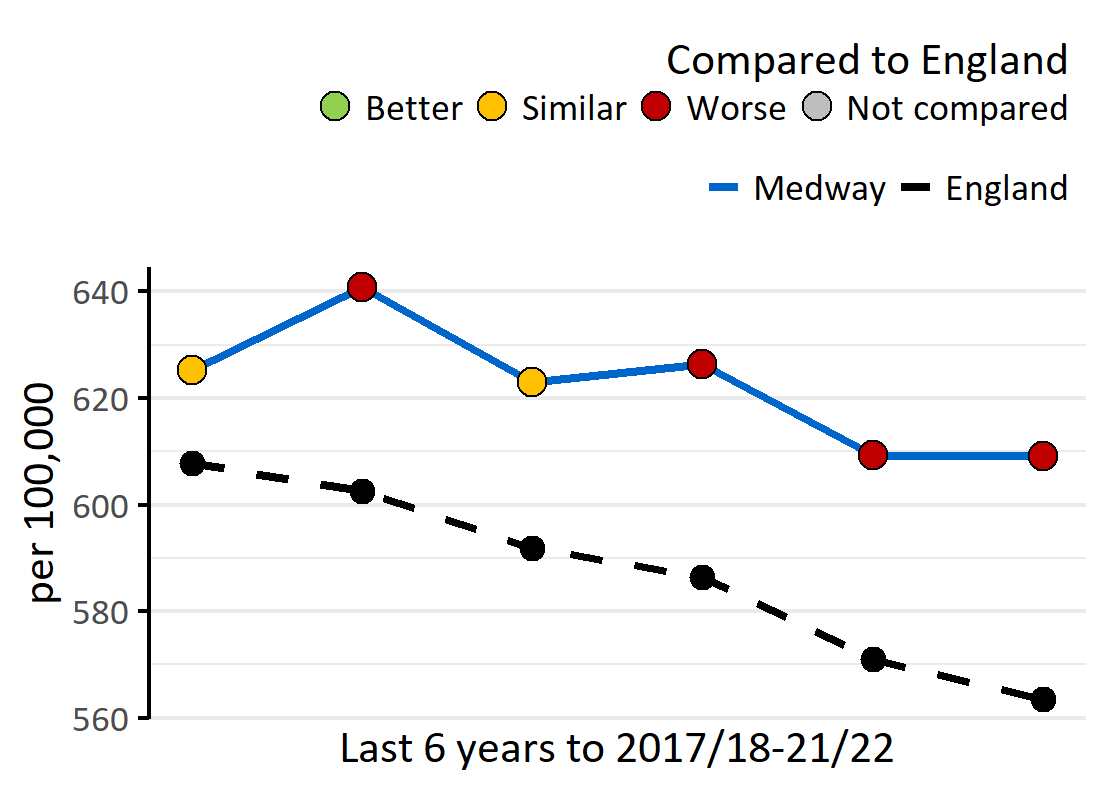 Compared to England
Better Similar Worse Not compared
Medway England
640
620
600
580
560
per 100,000
Last 6 years to 2017/18-21/22